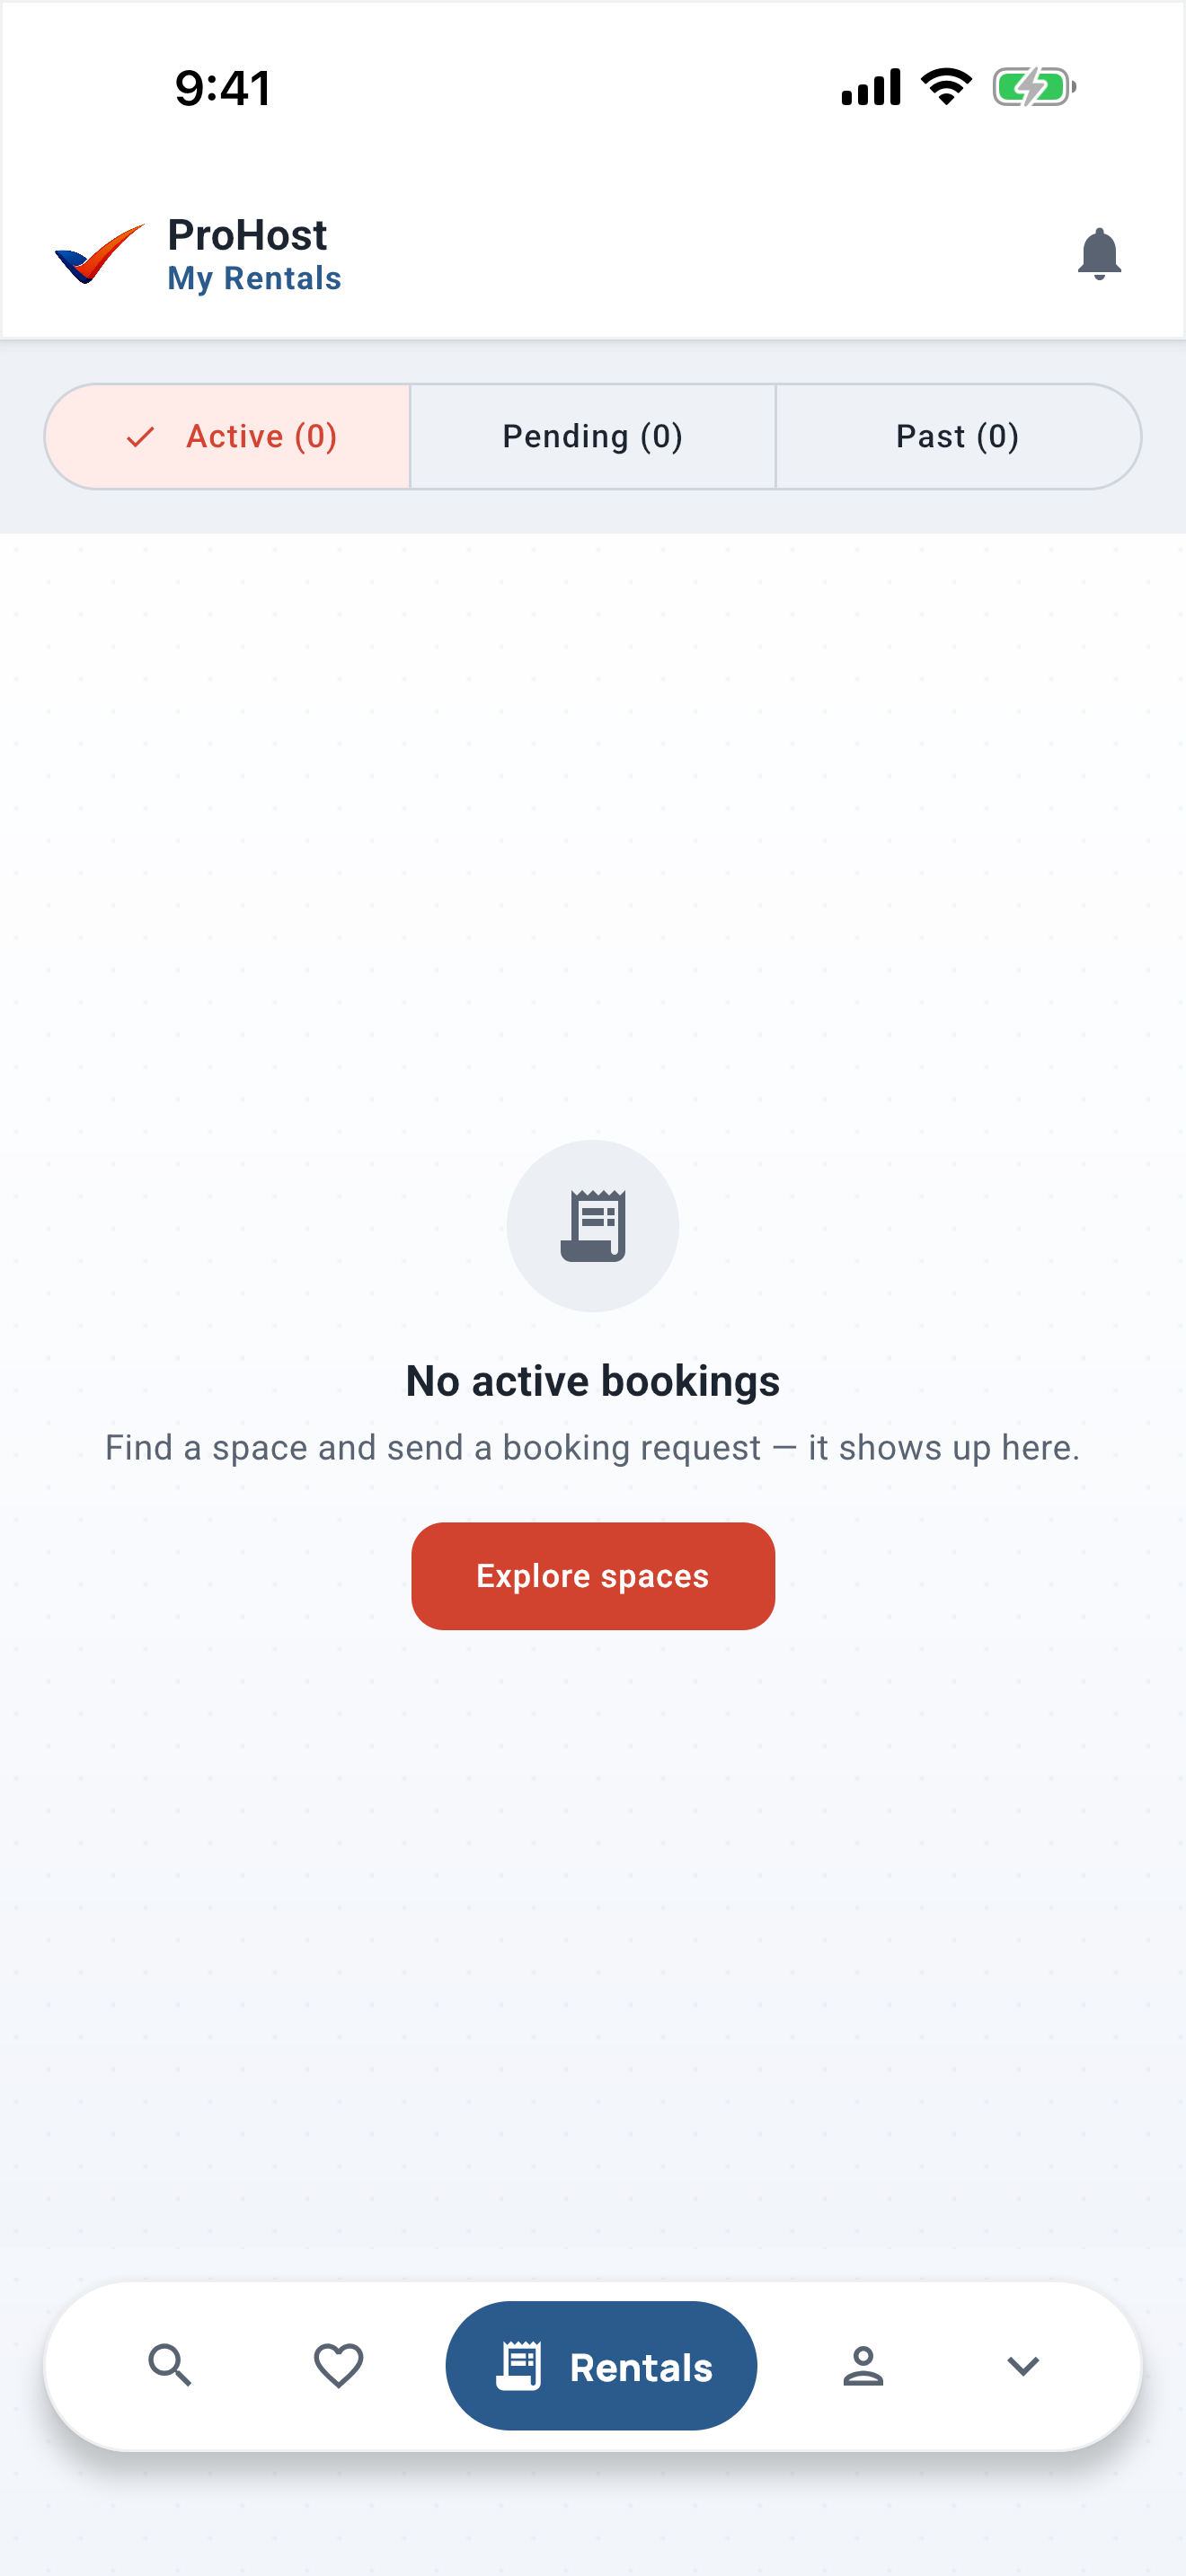 9:41
ProHost
My Rentals
Active (0)
Pending (0)
Past (0)
No active bookings
Find a space and send a booking request — it shows up here.
Explore spaces
Rentals